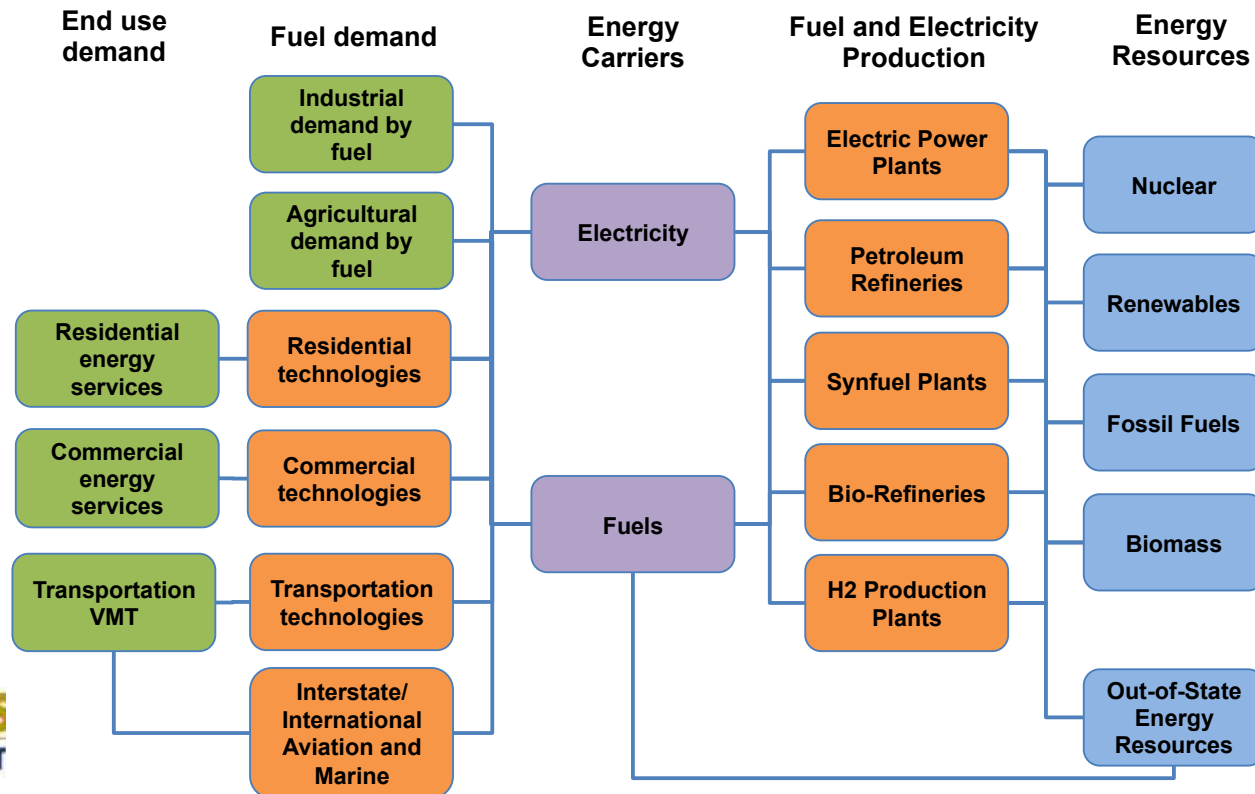 End use
demand
Fuel demand
Energy
Carriers
Fuel and Electricity
Production
Energy
Resources
Industrial
demand by
fuel
Agricultural
demand by
fuel
Residential
energy
services
Residential
technologies
Commercial
energy
services
Commercial
technologies
Transportation
VMT
Transportation
technologies
Interstate/
International
Aviation and
Marine
Electricity
Fuels
Electric Power
Plants
Petroleum
Refineries
Synfuel Plants
Bio-Refineries
H2 Production
Plants
Nuclear
Renewables
Fossil Fuels
Biomass
Out-of-State
Energy
Resources